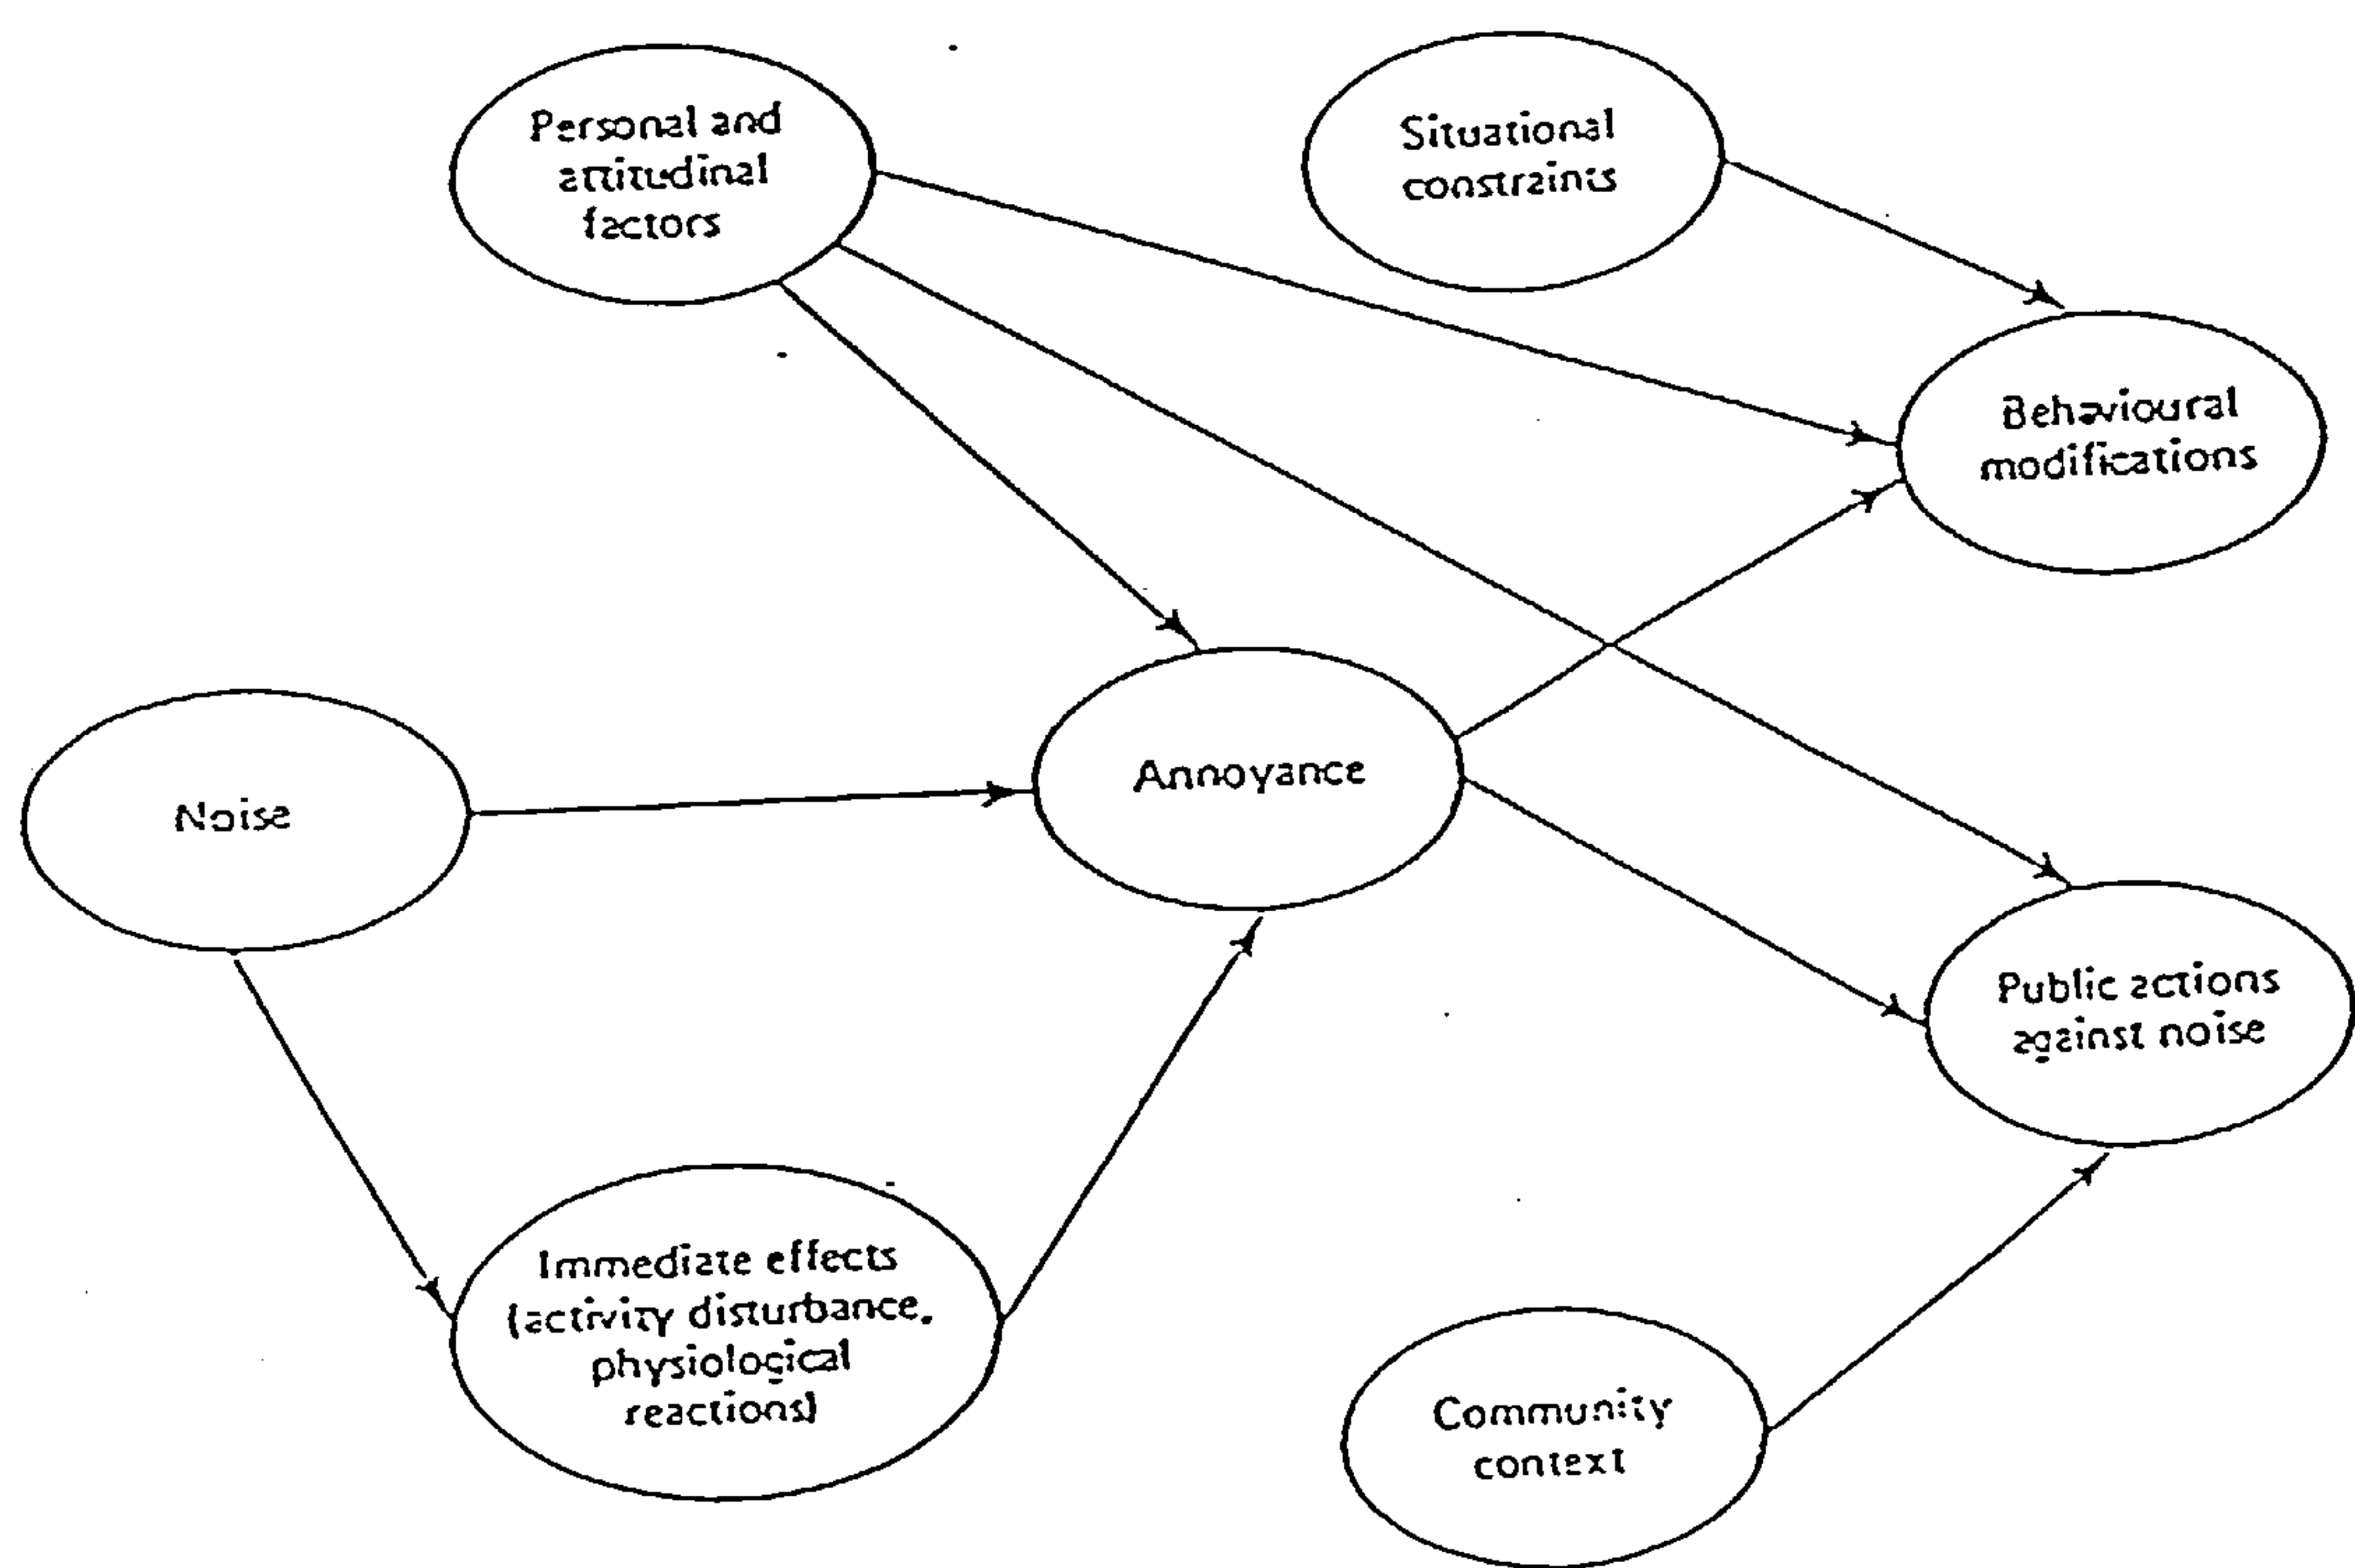 Personal and
attitudinal
factors
Situational
constraints
Behavioural
modifications
Noise
Annoyance
Public actions
against noise
Immediate effects
(activity disturbance,
physiological
reactions)
Community
context